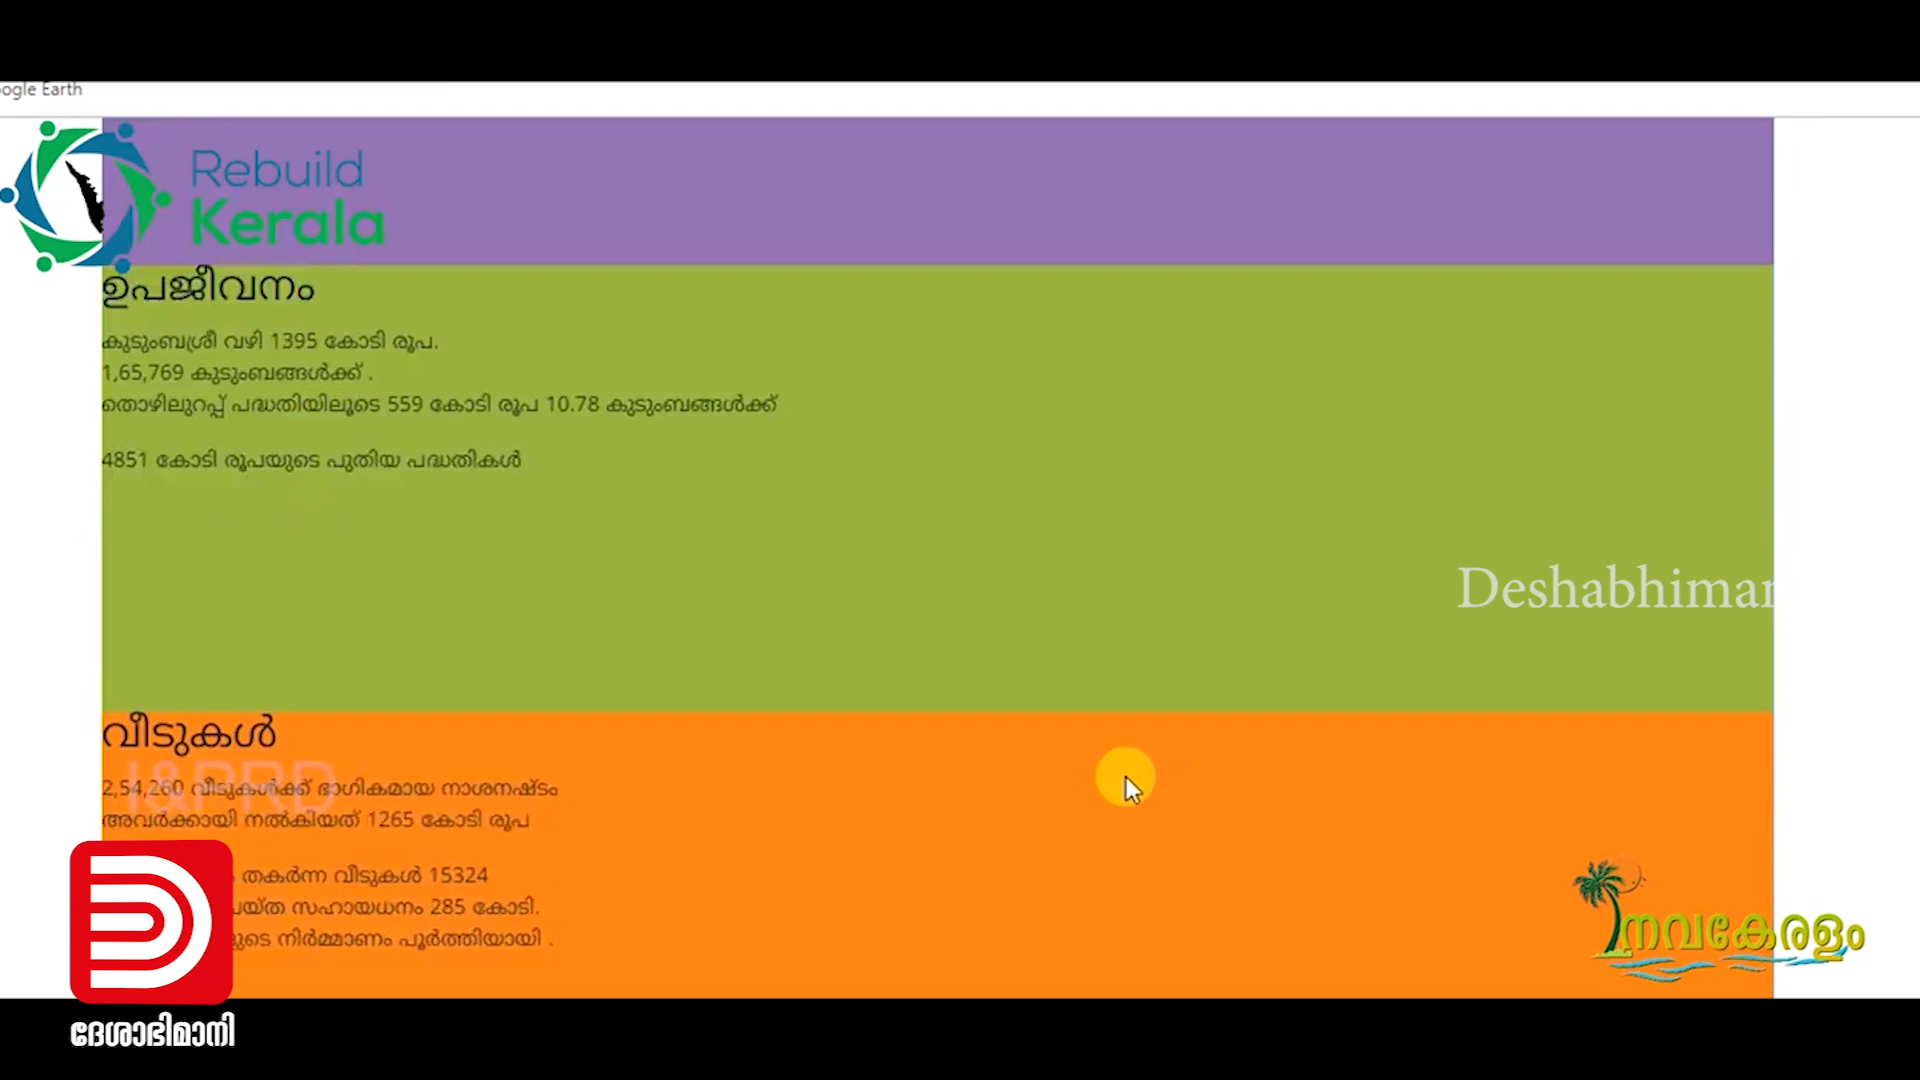 ogle Earth
Rebuild
Kerala
ഉപജീവനം
കുടുംബശ്രീ വഴി 1395 കോടി രൂപ.
1,65,769 കുടുംബങ്ങൾക്ക് .
തൊഴിലുറപ്പ് പദ്ധതിയിലൂടെ 559 കോടി രൂപ 10.78 കുടുംബങ്ങൾക്ക്
4851 കോടി രൂപയുടെ പുതിയ പദ്ധതികൾ
Deshabhiman
വീടുകൾ
I&PRD
2,54,260 വീടുകൾക്ക് ഭാഗികമായ നാശനഷ്ടം
അവർക്കായി നൽകിയത് 1265 കോടി രൂപ
തകർന്ന വീടുകൾ 15324
സഹായധനം 285 കോടി.
നിർമ്മാണം പൂർത്തിയായി .
നവകേരളം
ദേശാഭിമാനി